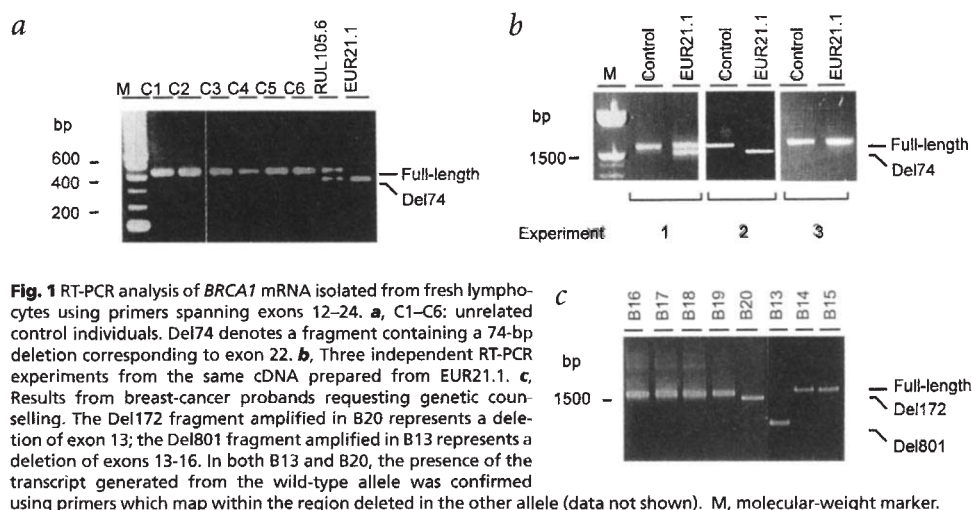 a
M C1 C2 C3 C4 C5 C6 RUL105.6 EUR21.1
bp
600 –
400 –
200 –
Full-length
Del74
b
M Control EUR21.1 Control EUR21.1 Control EUR21.1
bp
1500 –
Full-length
Del74
Experiment 1 2 3
Fig. 1 RT-PCR analysis of BRCA1 mRNA isolated from fresh lympho-
cytes using primers spanning exons 12–24. a, C1–C6: unrelated
control individuals. Del74 denotes a fragment containing a 74-bp
deletion corresponding to exon 22. b, Three independent RT-PCR
experiments from the same cDNA prepared from EUR21.1. c,
Results from breast-cancer probands requesting genetic coun-
selling. The Del172 fragment amplified in B20 represents a dele-
tion of exon 13; the Del801 fragment amplified in B13 represents a
deletion of exons 13-16. In both B13 and B20, the presence of the
transcript generated from the wild-type allele was confirmed
using primers which map within the region deleted in the other allele (data not shown). M, molecular-weight marker.
c
B16 B17 B18 B19 B20 B13 B14 B15
bp
1500 –
Full-length
Del172
Del801